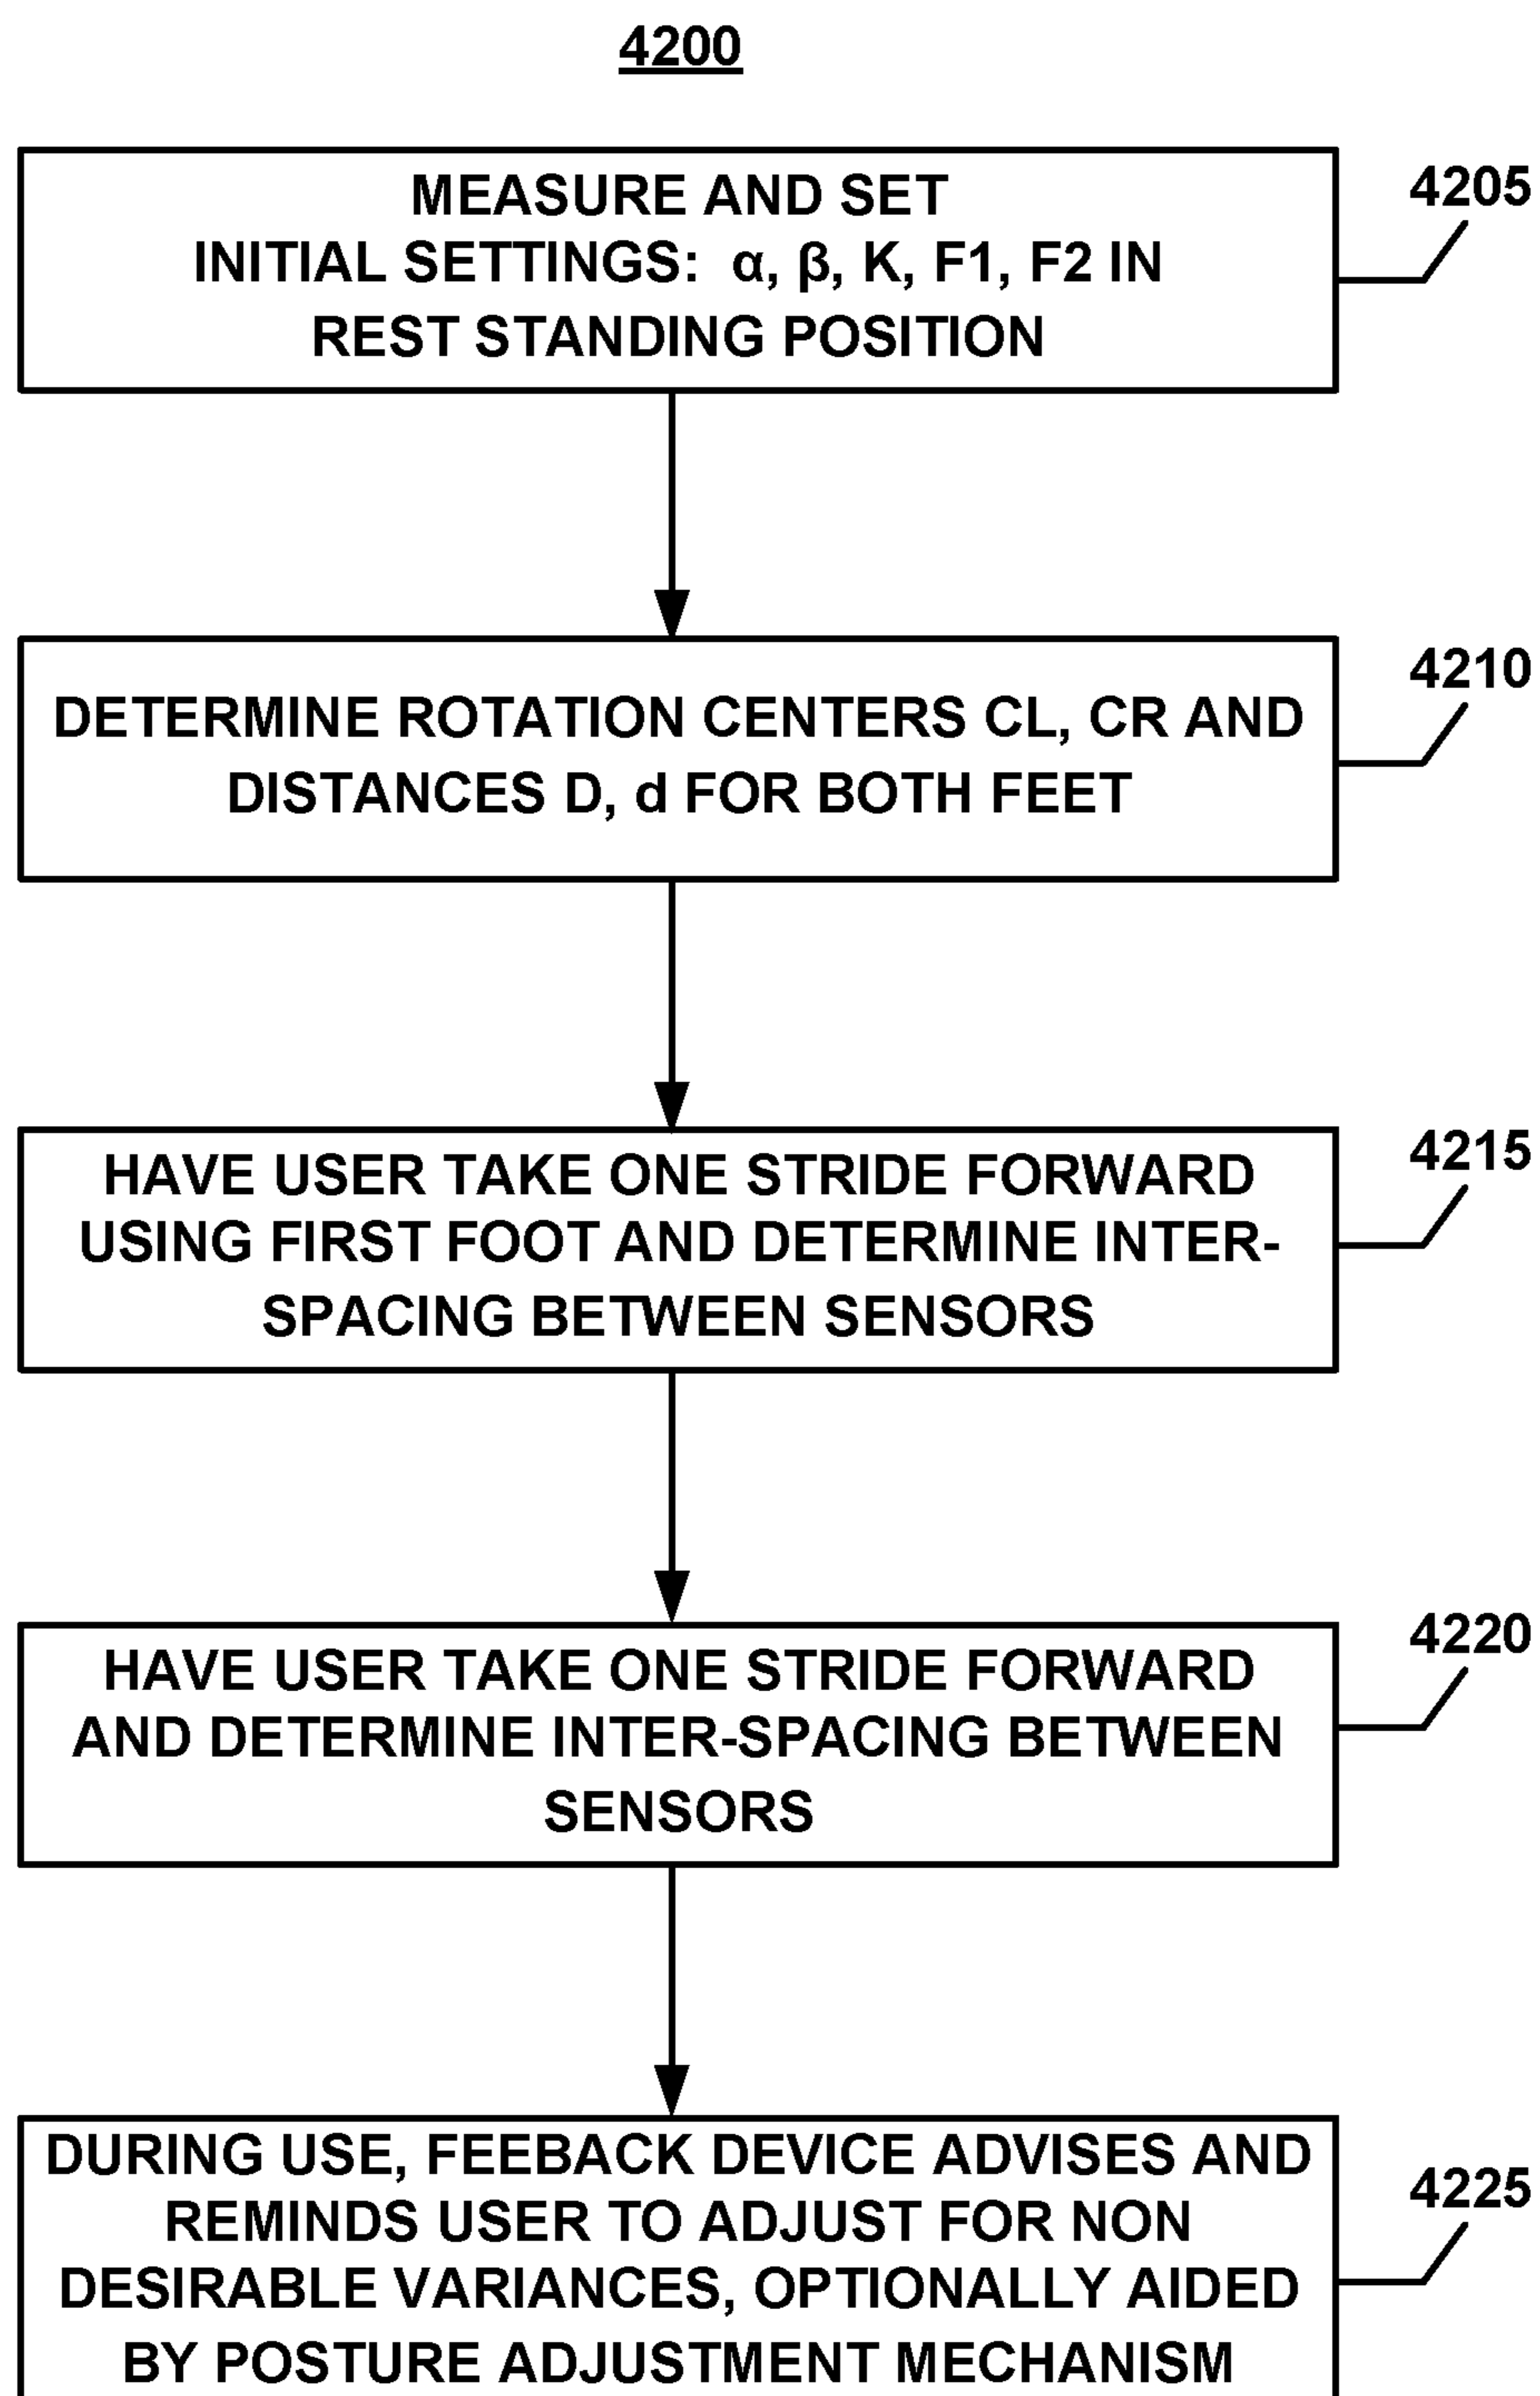 4200
MEASURE AND SET
INITIAL SETTINGS: α, β, K, F1, F2 IN
REST STANDING POSITION
4205
DETERMINE ROTATION CENTERS CL, CR AND
DISTANCES D, d FOR BOTH FEET
4210
HAVE USER TAKE ONE STRIDE FORWARD
USING FIRST FOOT AND DETERMINE INTER-
SPACING BETWEEN SENSORS
4215
HAVE USER TAKE ONE STRIDE FORWARD
AND DETERMINE INTER-SPACING BETWEEN
SENSORS
4220
DURING USE, FEEBACK DEVICE ADVISES AND
REMINDS USER TO ADJUST FOR NON
DESIRABLE VARIANCES, OPTIONALLY AIDED
BY POSTURE ADJUSTMENT MECHANISM
4225